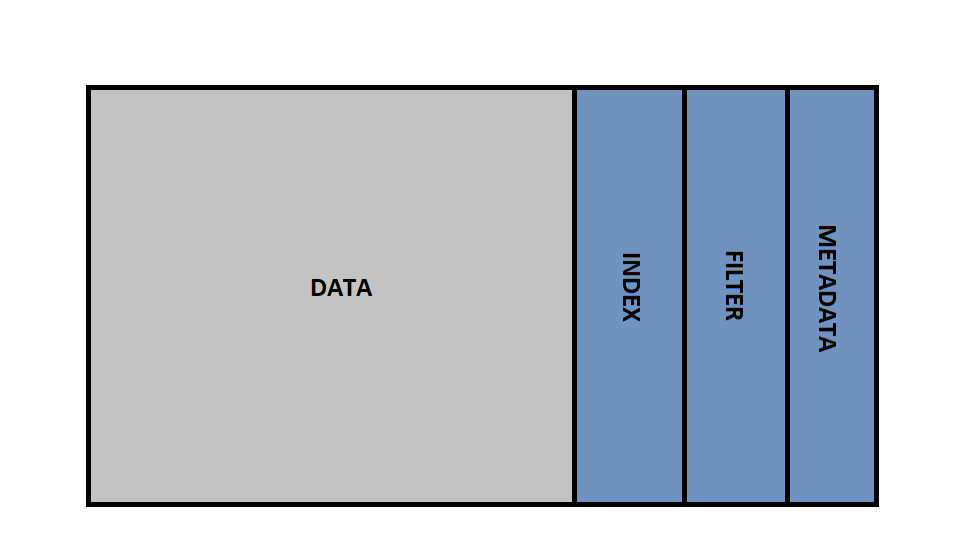 DATA
INDEX
FILTER
METADATA